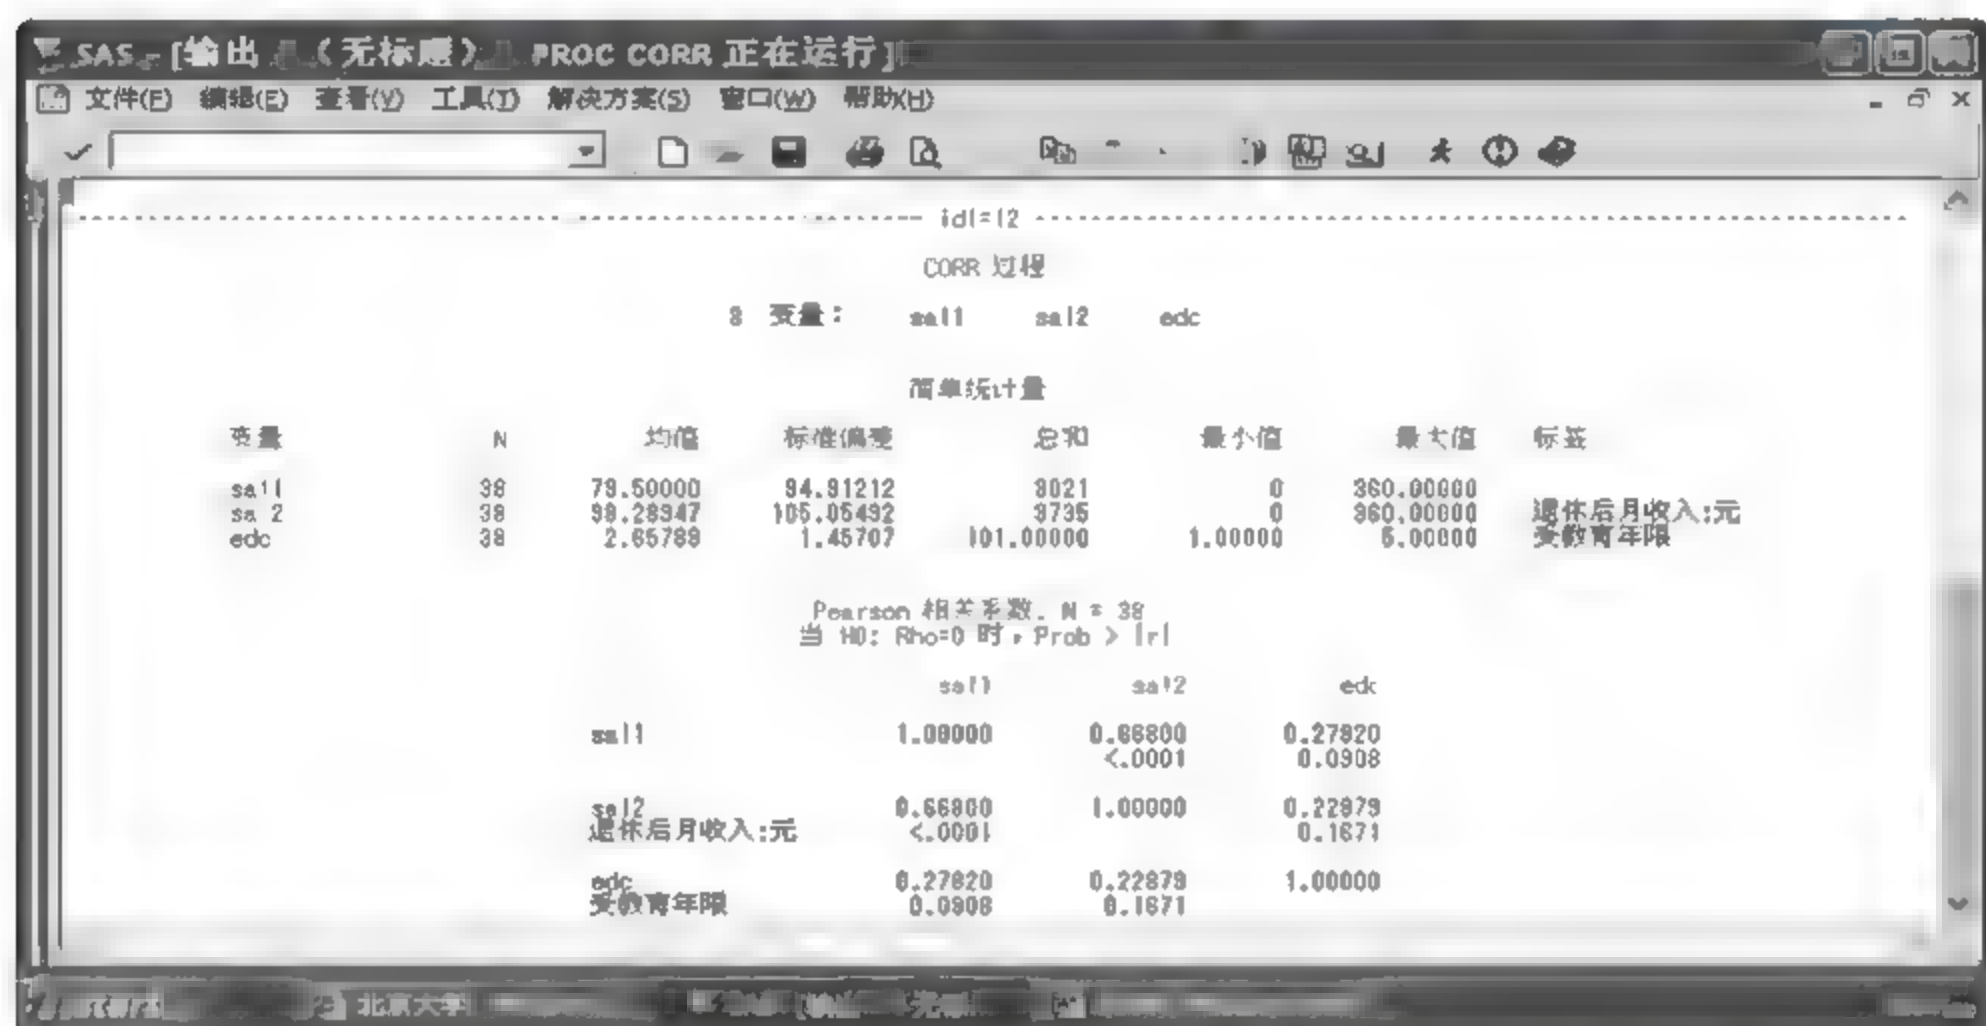 SAS - [输出 - (无标题) PROC CORR 正在运行]
文件(F) 编辑(E) 查看(V) 工具(T) 解决方案(S) 窗口(W) 帮助(H)
idl=12
CORR 过程
3 变量: sal1 sal2 edc
简单统计量
变量 N 均值 标准偏差 总和 最小值 最大值 标签
sal1 38 79.50000 94.91212 3021 0 360.00000
sal2 38 98.28947 105.05492 3735 0 360.00000 退休后月收入:元
edc 38 2.65789 1.45707 101.00000 1.00000 5.00000 受教育年限
Pearson 相关系数, N = 38
当 H0: Rho=0 时, Prob > |r|
sal1 sal2 edc
sal1 1.00000 0.66800 0.27820
<.0001 0.0908
sal2 0.66800 1.00000 0.22879
退休后月收入:元 <.0001 0.1671
edc 0.27820 0.22879 1.00000
受教育年限 0.0908 0.1671
北京大学